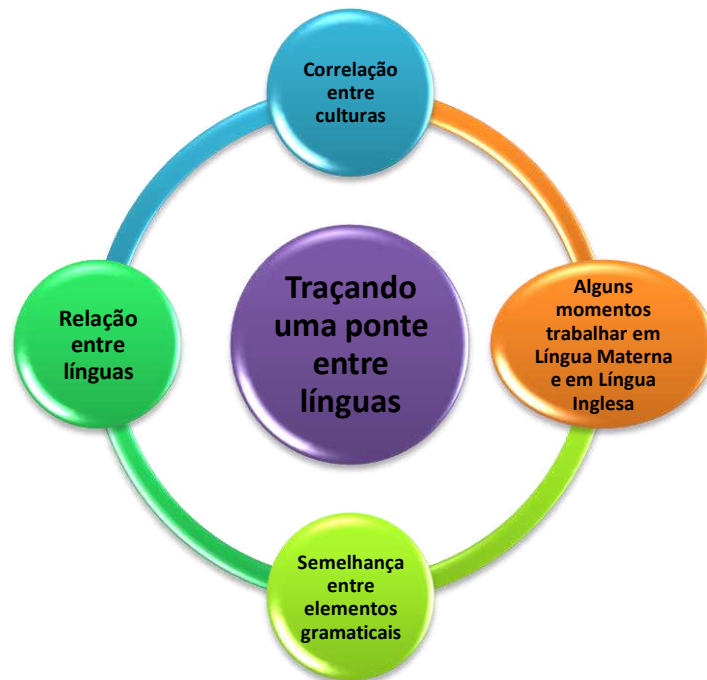 Correlação
entre
culturas
Traçando
uma ponte
entre
línguas
Alguns
momentos
trabalhar em
Língua Materna
e em Língua
Inglesa
Relação
entre
línguas
Semelhança
entre
elementos
gramaticais